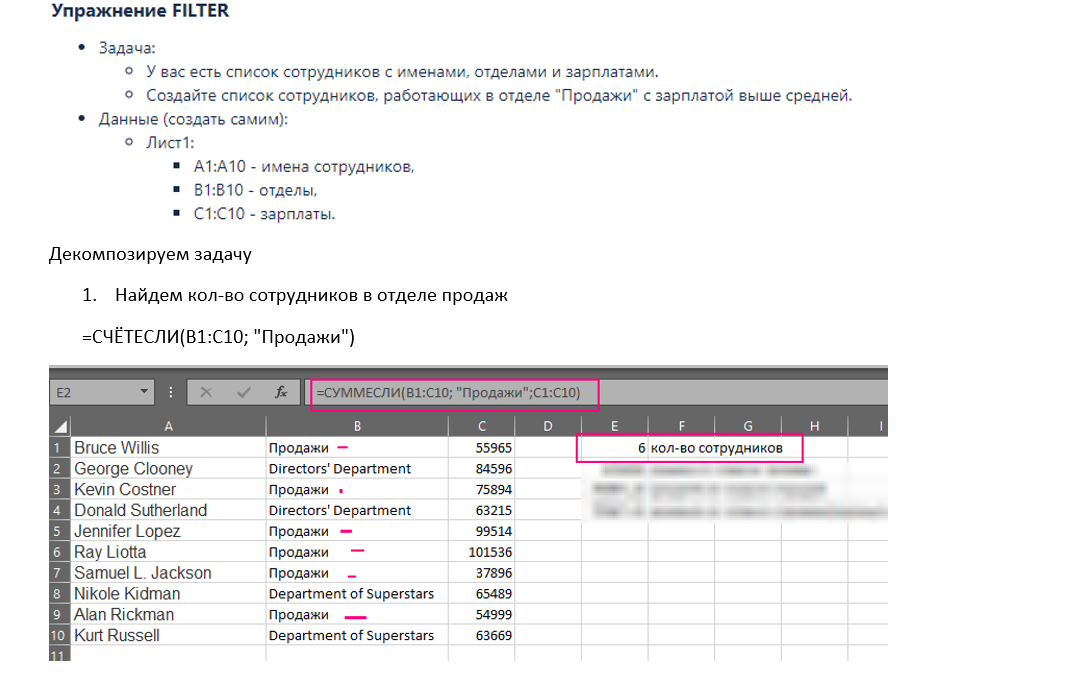 Упражнение FILTER
Задача:
У вас есть список сотрудников с именами, отделами и зарплатами.
Создайте список сотрудников, работающих в отделе "Продажи" с зарплатой выше средней.
Данные (создать самим):
Лист1:
A1:A10 - имена сотрудников,
B1:B10 - отделы,
C1:C10 - зарплаты.
Декомпозируем задачу
1. Найдем кол-во сотрудников в отделе продаж
=СЧЁТЕСЛИ(B1:C10; "Продажи")
E2 fx =СУММЕСЛИ(B1:C10; "Продажи";C1:C10)
A B C D E F G H I
1 Bruce Willis Продажи 55965 6 кол-во сотрудников
2 George Clooney Directors' Department 84596
3 Kevin Costner Продажи 75894
4 Donald Sutherland Directors' Department 63215
5 Jennifer Lopez Продажи 99514
6 Ray Liotta Продажи 101536
7 Samuel L. Jackson Продажи 37896
8 Nikole Kidman Department of Superstars 65489
9 Alan Rickman Продажи 54999
10 Kurt Russell Department of Superstars 63669
11